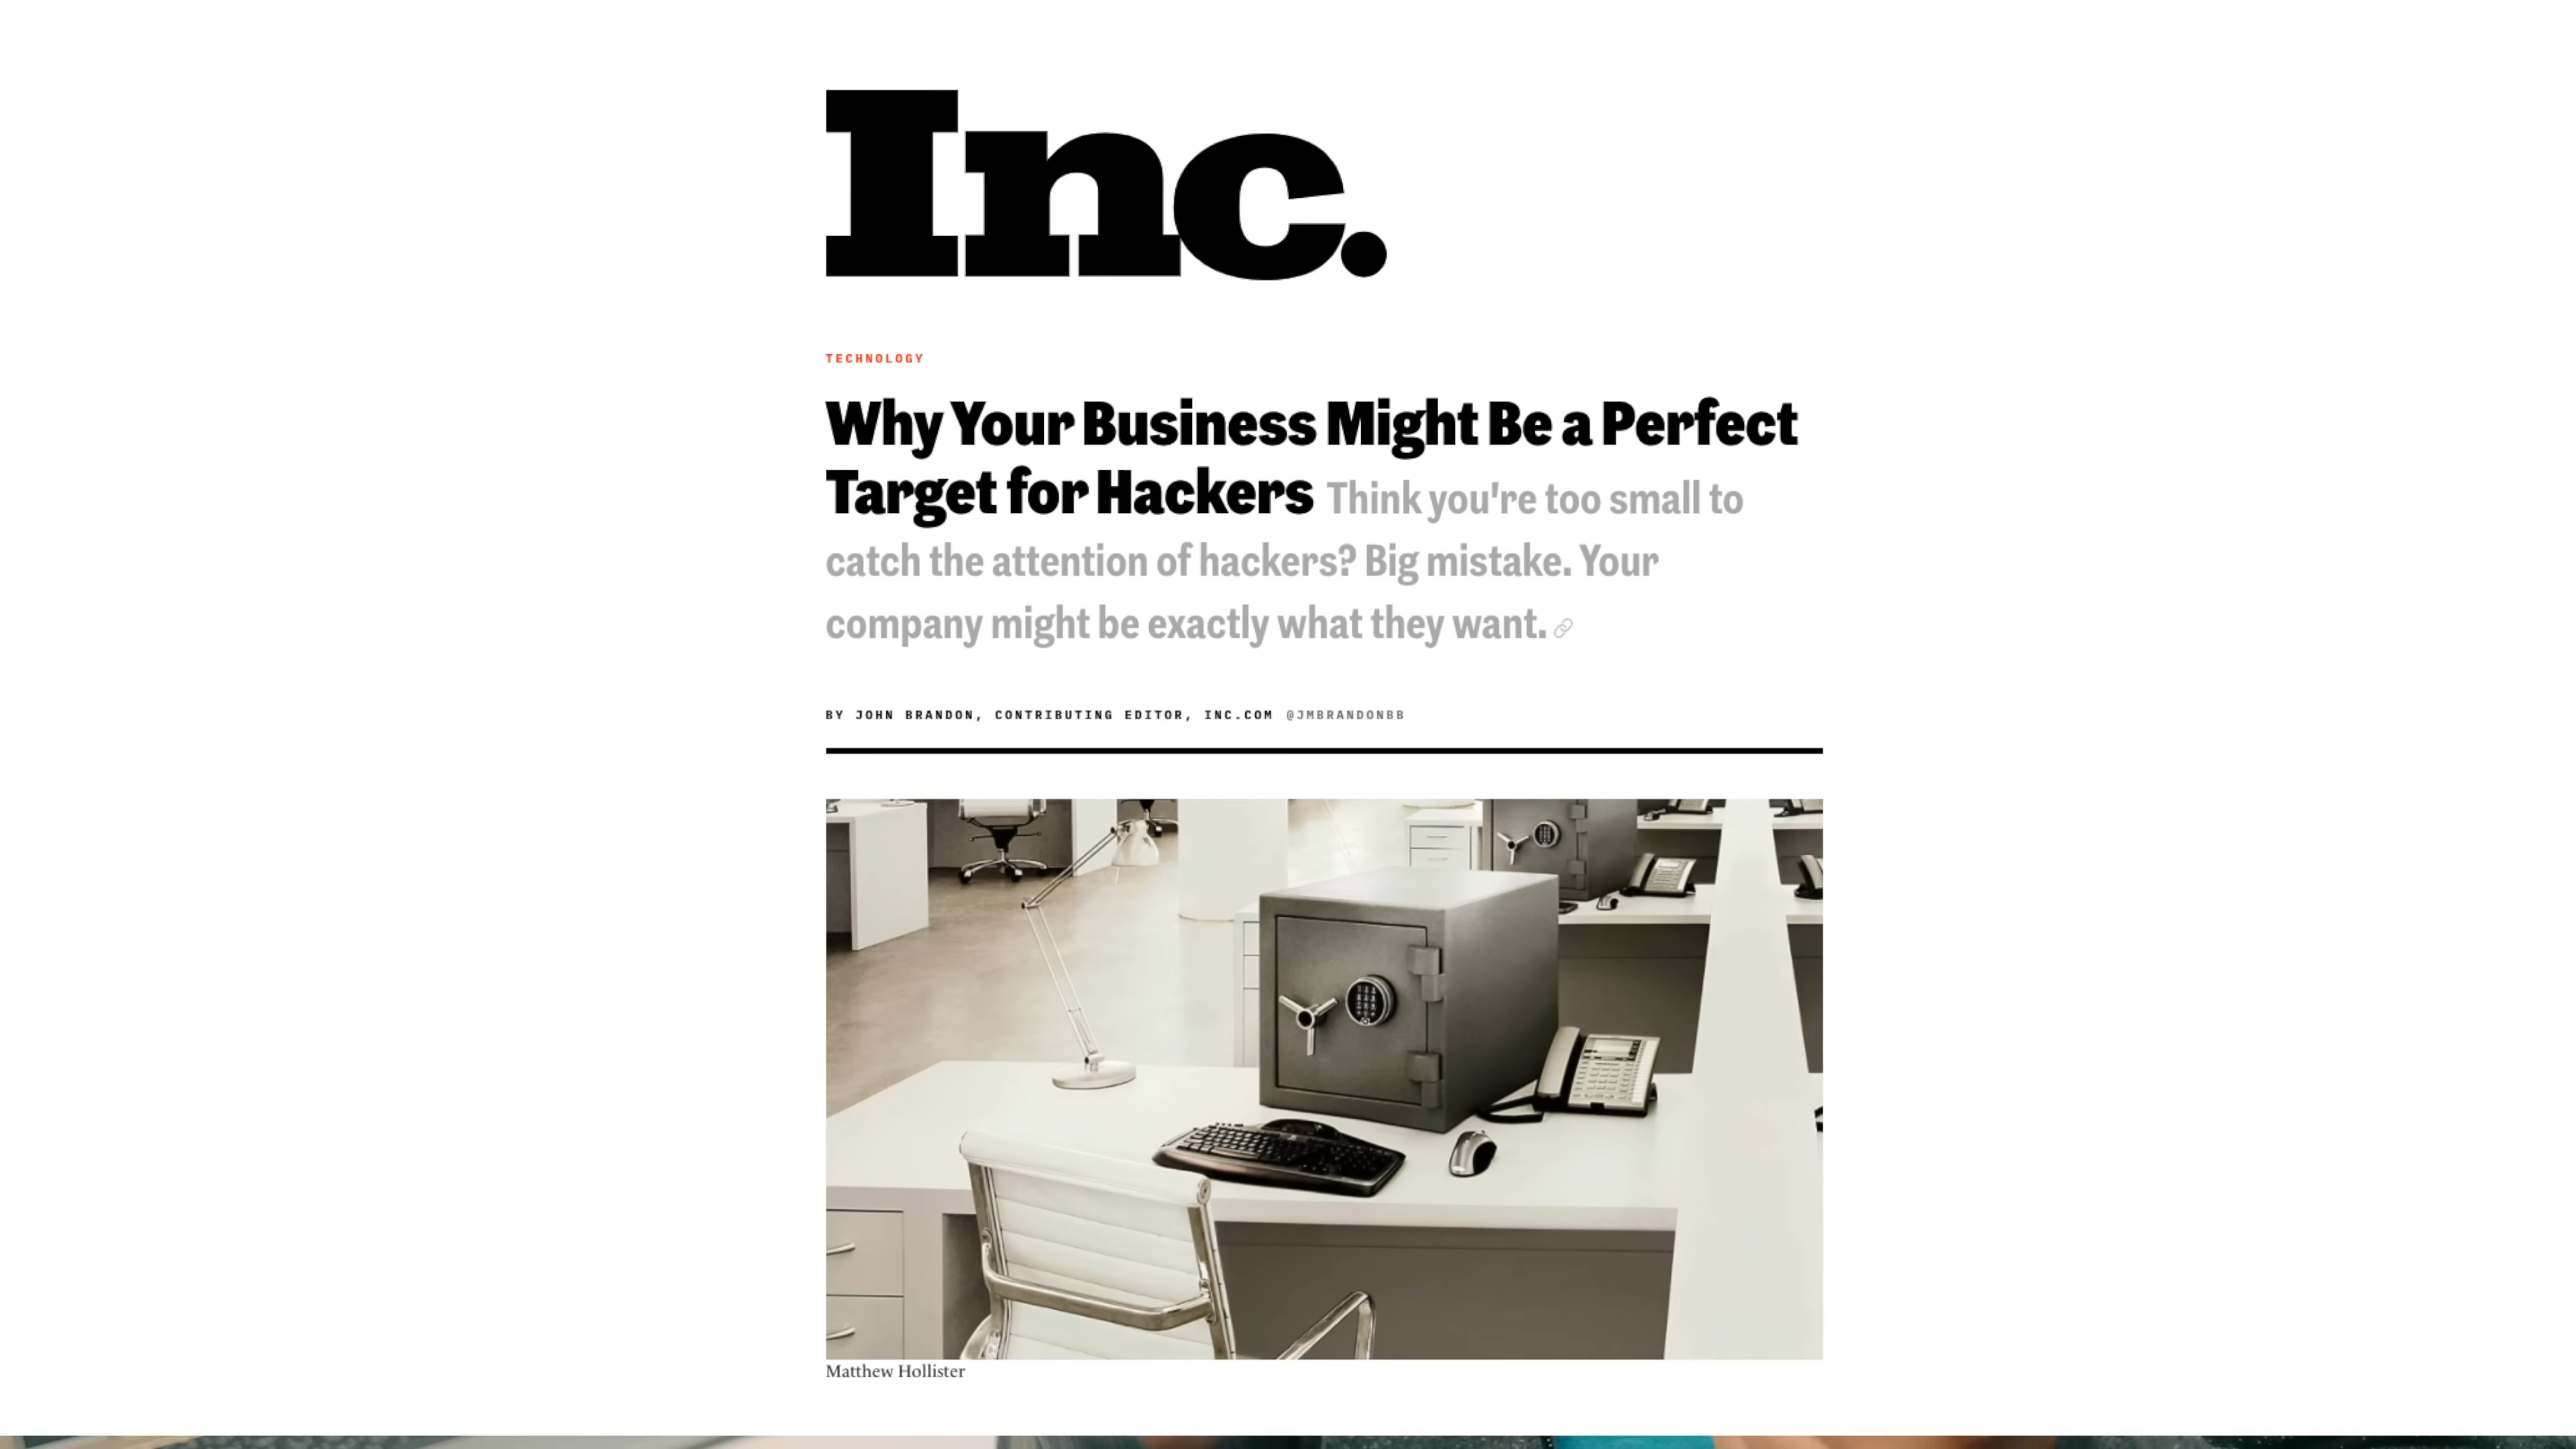 Inc.
TECHNOLOGY
Why Your Business Might Be a Perfect
Target for Hackers Think you're too small to
catch the attention of hackers? Big mistake. Your
company might be exactly what they want.
BY JOHN BRANDON, CONTRIBUTING EDITOR, INC.COM @JMBRANDONBB
Matthew Hollister